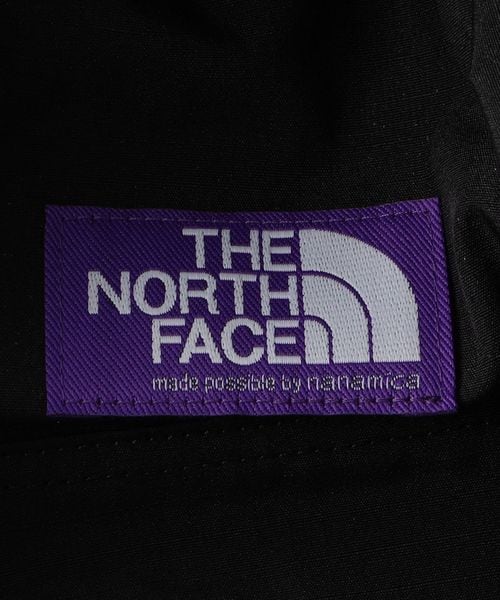 THE
NORTH
FACE
made possible by nanamica